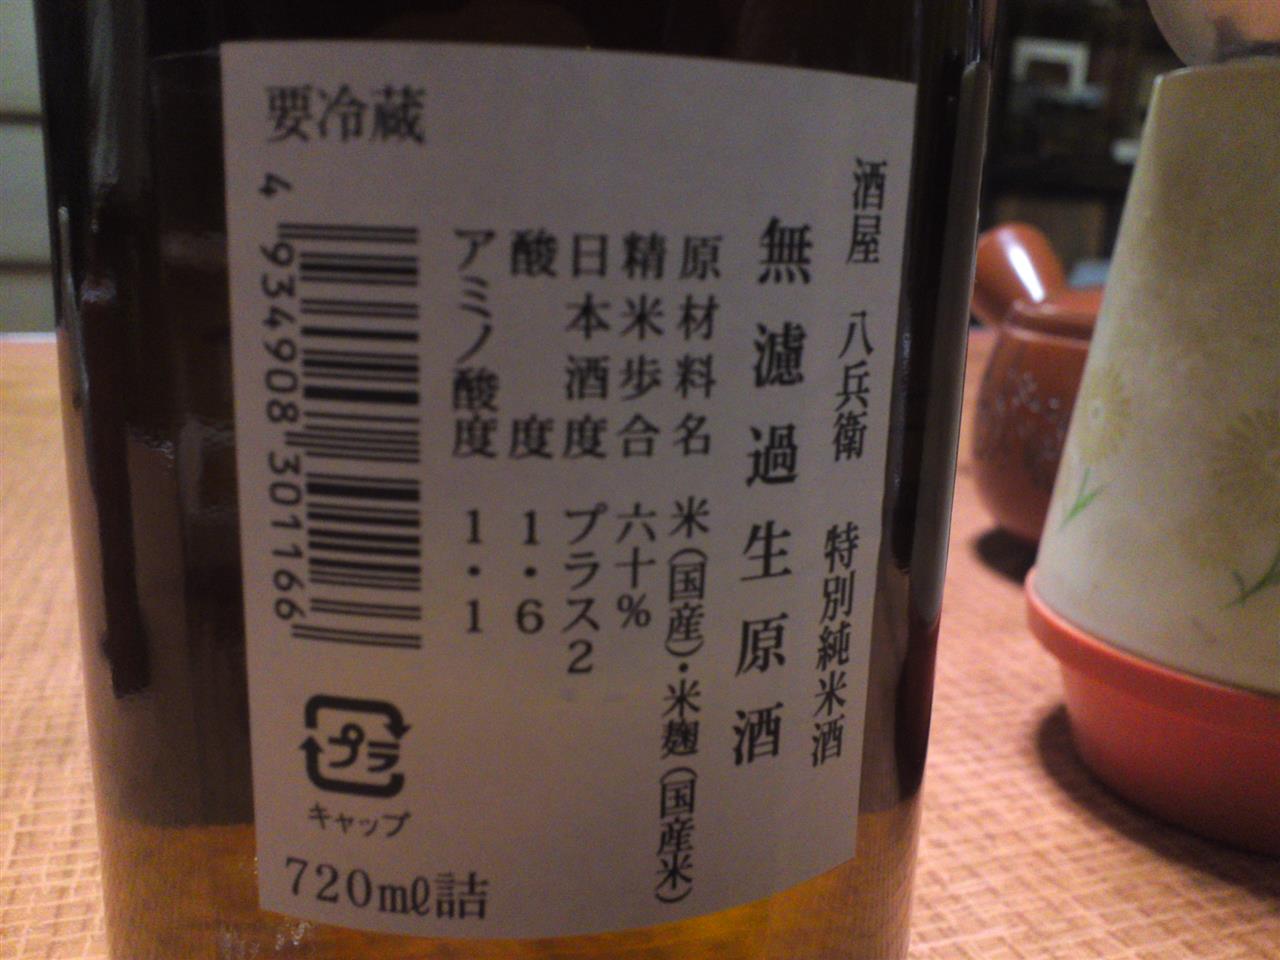 酒屋 八兵衛 特別純米酒
無濾過生原酒
原材料名 米(国産)・米麹(国産米)
精米歩合 六十%
日本酒度 プラス2
酸度 1・6
アミノ酸度 1・1
要冷蔵
4 934908 301166
プラ
キャップ
720mℓ詰